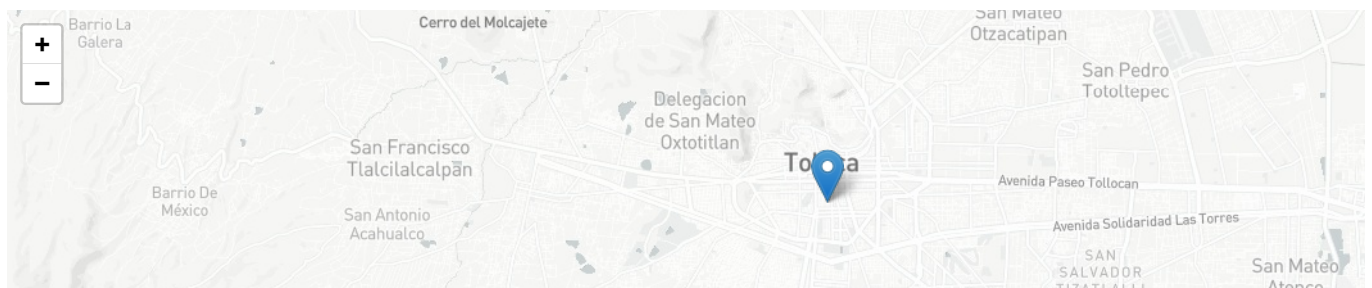 Barrio La
Galera
Cerro del Molcajete
San Mateo
Otzacatipan
+
−
San Pedro
Totoltepec
Delegacion
de San Mateo
Oxtotitlan
San Francisco
Tlalcilalcalpan
Barrio De
México
San Antonio
Acahualco
Avenida Paseo Tollocan
Avenida Solidaridad Las Torres
SAN
SALVADOR
San Mateo